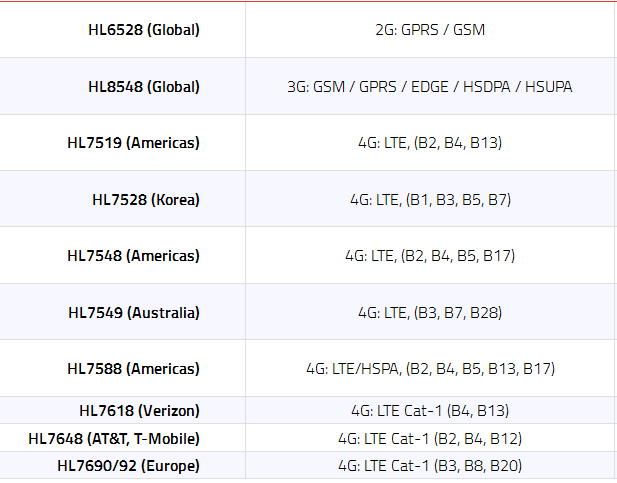 HL6528 (Global) 2G: GPRS / GSM
HL8548 (Global) 3G: GSM / GPRS / EDGE / HSDPA / HSUPA
HL7519 (Americas) 4G: LTE, (B2, B4, B13)
HL7528 (Korea) 4G: LTE, (B1, B3, B5, B7)
HL7548 (Americas) 4G: LTE, (B2, B4, B5, B17)
HL7549 (Australia) 4G: LTE, (B3, B7, B28)
HL7588 (Americas) 4G: LTE/HSPA, (B2, B4, B5, B13, B17)
HL7618 (Verizon) 4G: LTE Cat-1 (B4, B13)
HL7648 (AT&T, T-Mobile) 4G: LTE Cat-1 (B2, B4, B12)
HL7690/92 (Europe) 4G: LTE Cat-1 (B3, B8, B20)